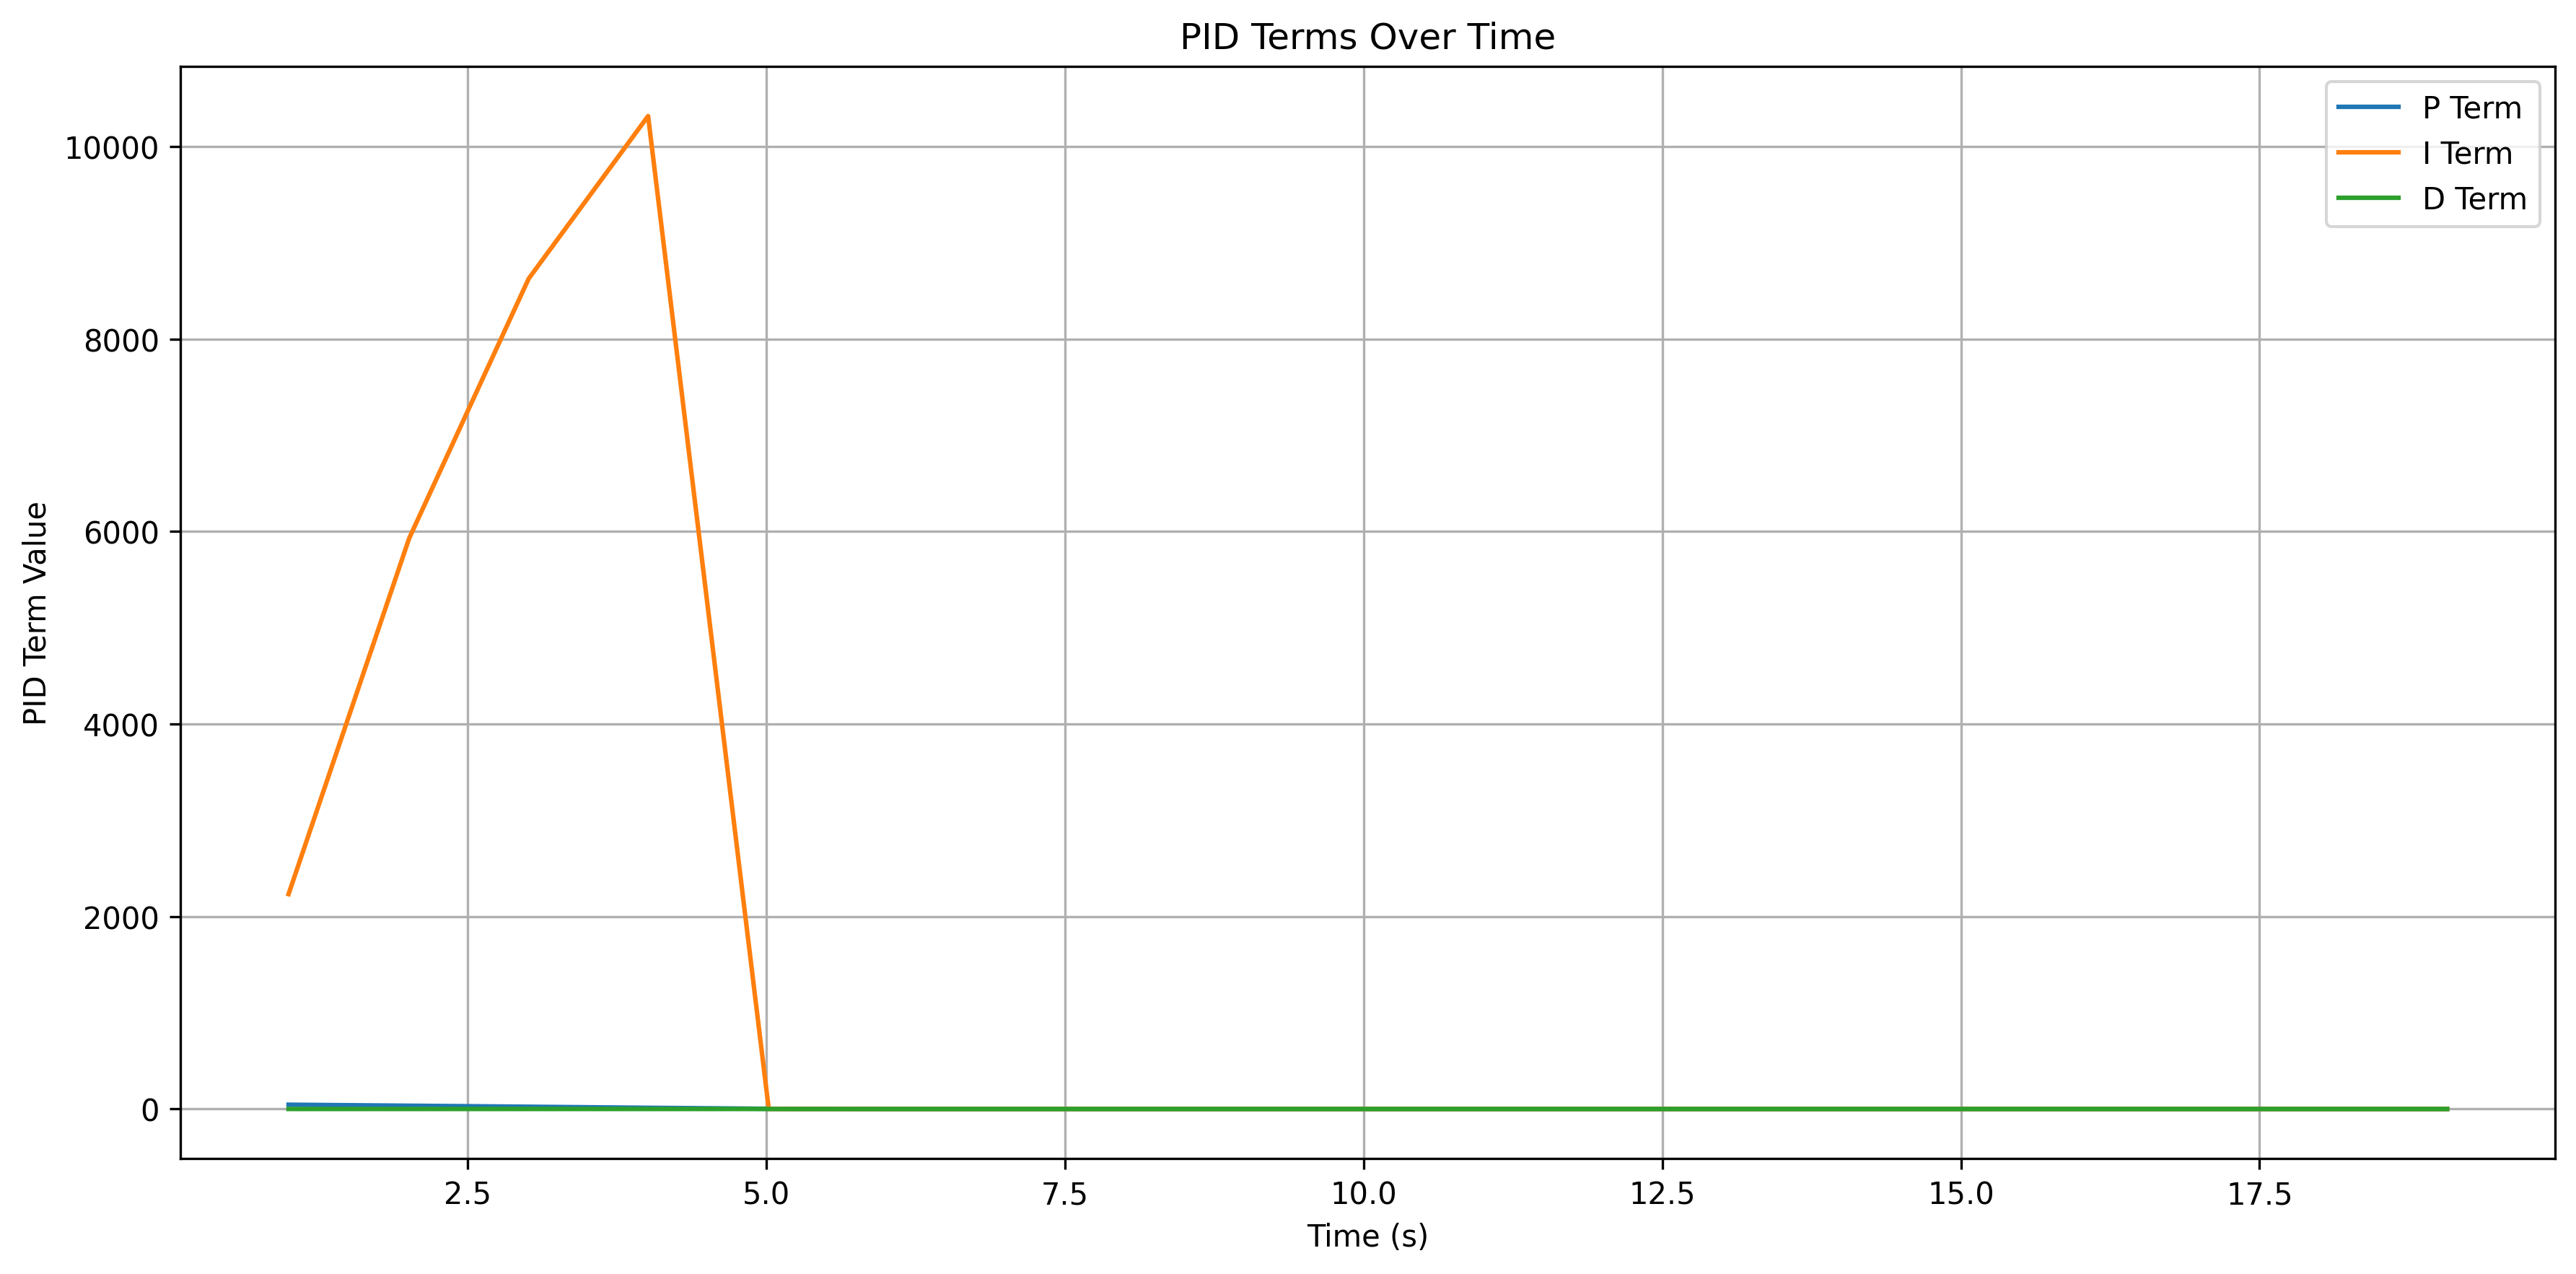 PID Terms Over Time
P Term
I Term
D Term
PID Term Value
10000
8000
6000
4000
2000
0
2.5 5.0 7.5 10.0 12.5 15.0 17.5
Time (s)